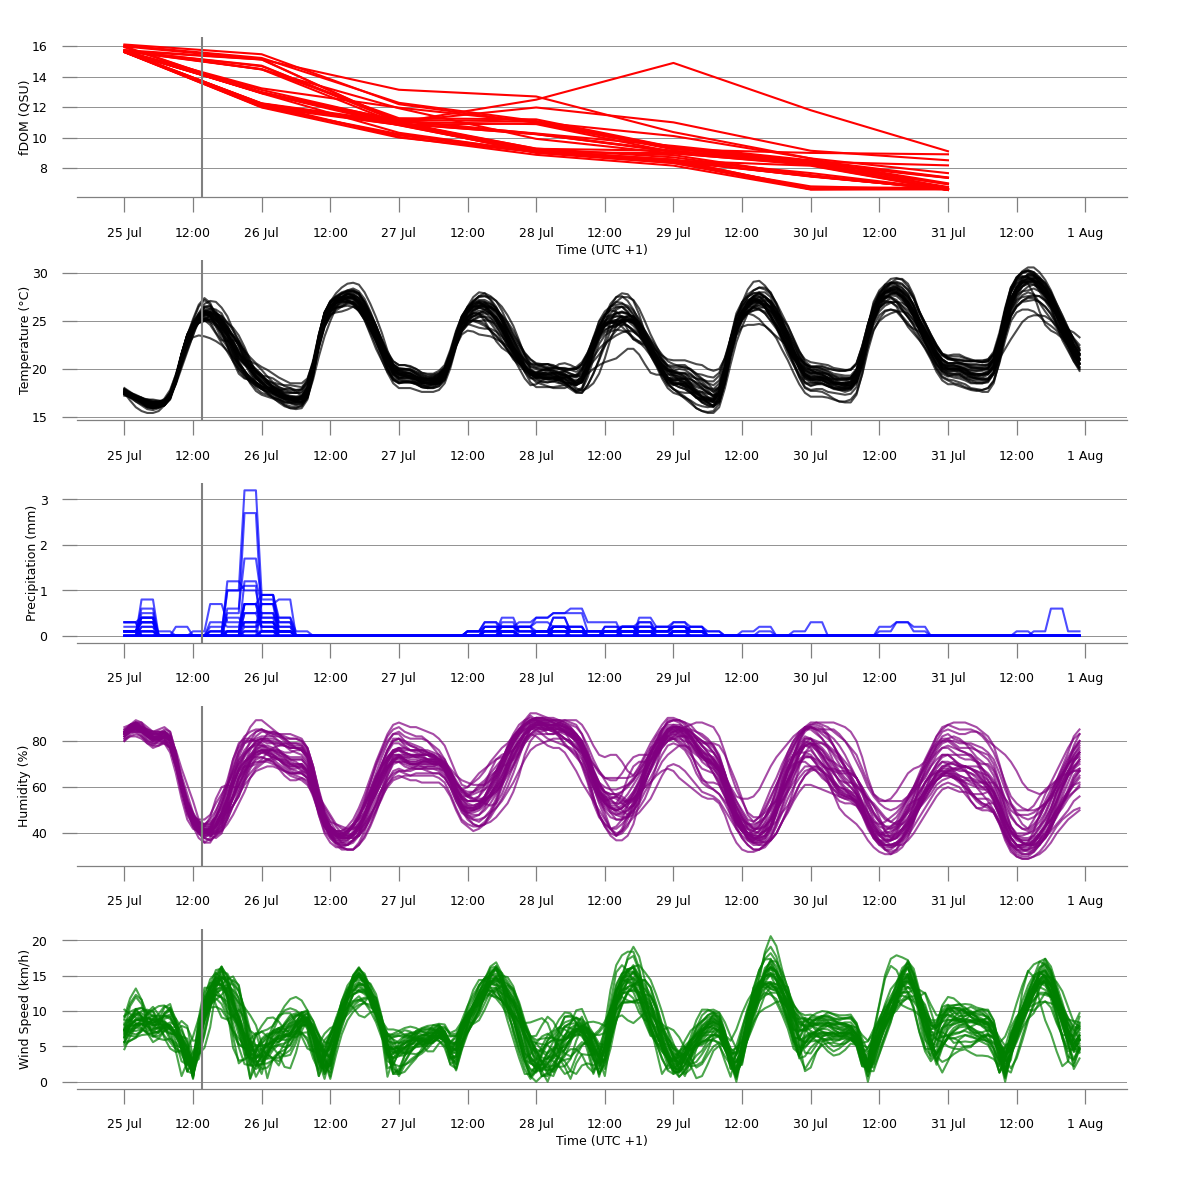 fDOM (QSU)
16
14
12
10
8
25 Jul 12:00 26 Jul 12:00 27 Jul 12:00 28 Jul 12:00 29 Jul 12:00 30 Jul 12:00 31 Jul 12:00 1 Aug
Time (UTC +1)
Temperature (°C)
30
25
20
15
25 Jul 12:00 26 Jul 12:00 27 Jul 12:00 28 Jul 12:00 29 Jul 12:00 30 Jul 12:00 31 Jul 12:00 1 Aug
Precipitation (mm)
3
2
1
0
25 Jul 12:00 26 Jul 12:00 27 Jul 12:00 28 Jul 12:00 29 Jul 12:00 30 Jul 12:00 31 Jul 12:00 1 Aug
Humidity (%)
80
60
40
25 Jul 12:00 26 Jul 12:00 27 Jul 12:00 28 Jul 12:00 29 Jul 12:00 30 Jul 12:00 31 Jul 12:00 1 Aug
Wind Speed (km/h)
20
15
10
5
0
25 Jul 12:00 26 Jul 12:00 27 Jul 12:00 28 Jul 12:00 29 Jul 12:00 30 Jul 12:00 31 Jul 12:00 1 Aug
Time (UTC +1)